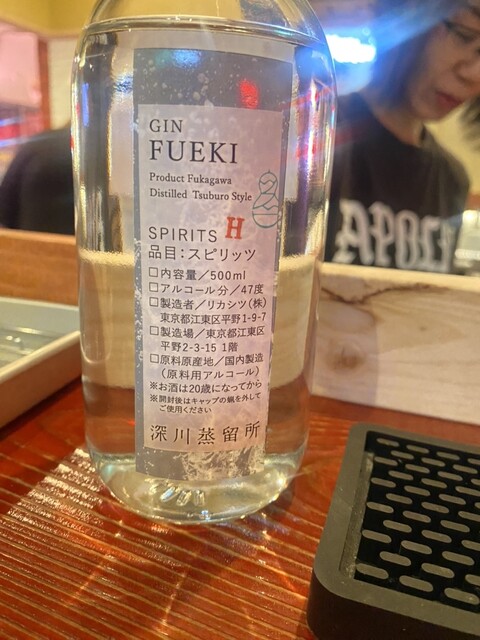 GIN
FUEKI
Product Fukagawa
Distilled Tsuburo Style
SPIRITS H
品目：スピリッツ
□内容量／500ml
□アルコール分／47度
□製造者／リカシツ（株）
東京都江東区平野1-9-7
□製造場／東京都江東区
平野2-3-15 1階
□原料原産地／国内製造
（原料用アルコール）
※お酒は20歳になってから
※開封後はキャップの蝋を外して
ご使用ください
深川蒸留所